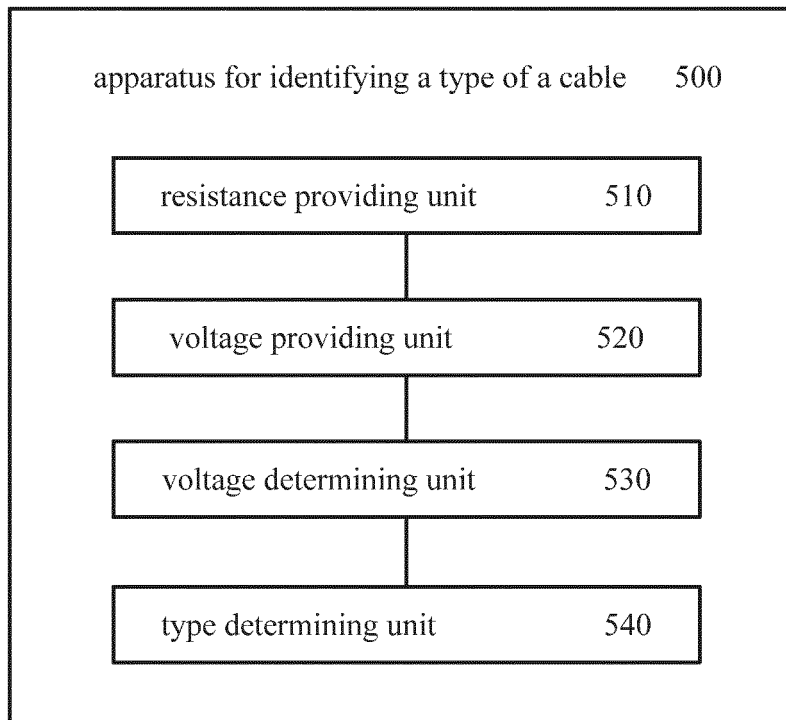 apparatus for identifying a type of a cable 500
resistance providing unit 510
voltage providing unit 520
voltage determining unit 530
type determining unit 540